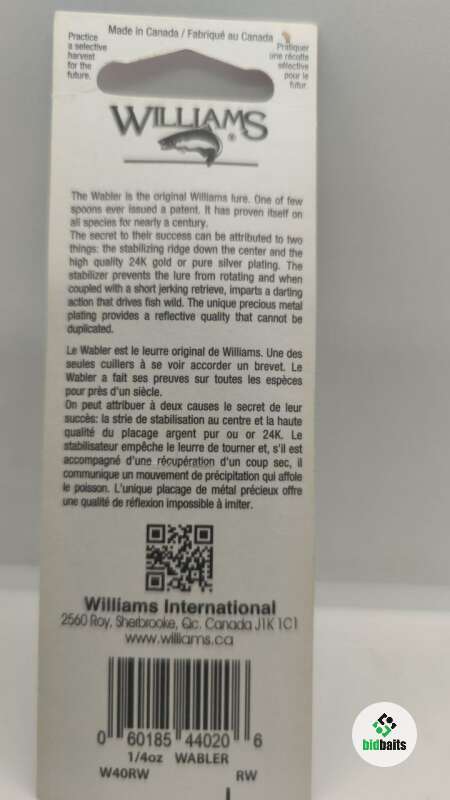 Made in Canada / Fabriqué au Canada
Practice
a selective
harvest
for the
future.
Pratiquer
une récolte
sélective
pour le
futur.
WILLIAMS
®
The Wabler is the original Williams lure. One of few
spoons ever issued a patent. It has proven itself on
all species for nearly a century.
The secret to their success can be attributed to two
things: the stabilizing ridge down the center and the
high quality 24K gold or pure silver plating. The
stabilizer prevents the lure from rotating and when
coupled with a short jerking retrieve, imparts a darting
action that drives fish wild. The unique precious metal
plating provides a reflective quality that cannot be
duplicated.
Le Wabler est le leurre original de Williams. Une des
seules cuillers à se voir accorder un brevet. Le
Wabler a fait ses preuves sur toutes les espèces
pour près d'un siècle.
On peut attribuer à deux causes le secret de leur
succès: la strie de stabilisation au centre et la haute
qualité du placage argent pur ou or 24K. Le
stabilisateur empêche le leurre de tourner et, s'il est
accompagné d'une récupération d'un coup sec, il
communique un mouvement de précipitation qui affole
le poisson. L'unique placage de métal précieux offre
une qualité de réflexion impossible à imiter.
Williams International
2560 Roy, Sherbrooke, Qc. Canada J1K 1C1
www.williams.ca
0 60185 44020 6
1/4oz WABLER
W40RW RW
bidbaits